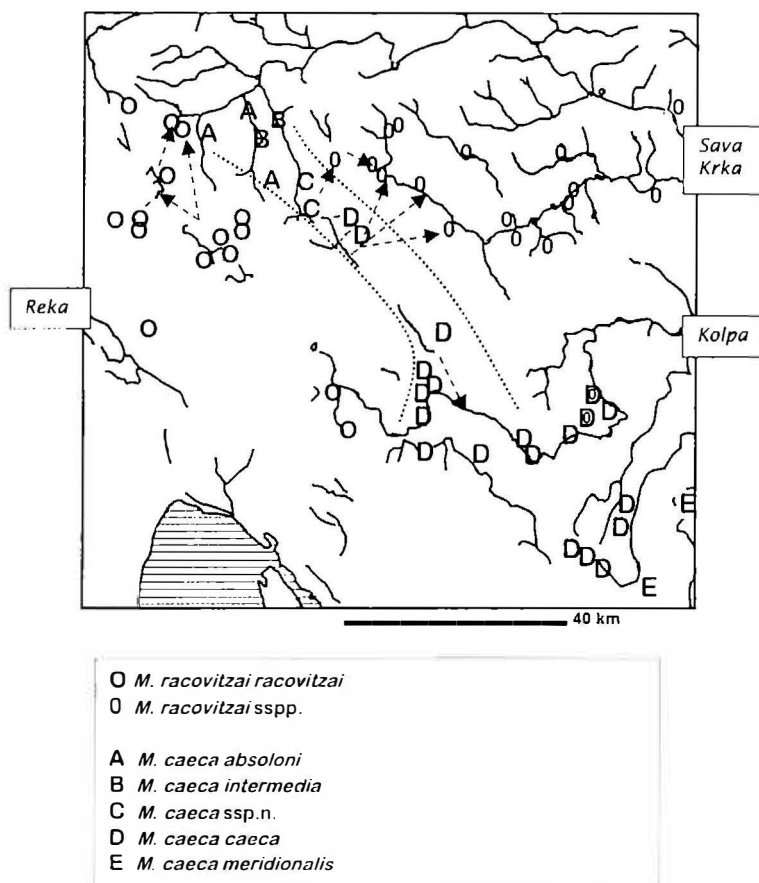 Sava
Krka
Reka
Kolpa
40 km
O M. racovitzai racovitzai
0 M. racovitzai sspp.
A M. caeca absoloni
B M. caeca intermedia
C M. caeca ssp.n.
D M. caeca caeca
E M. caeca meridionalis